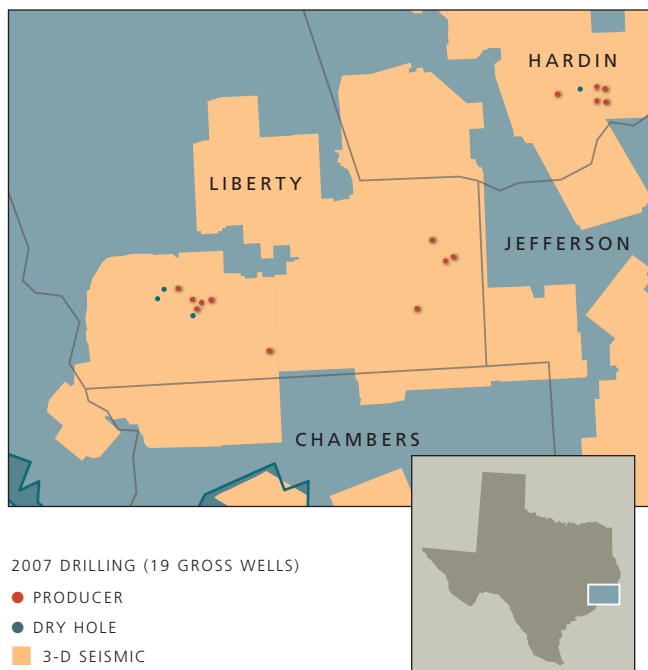 HARDIN
LIBERTY
JEFFERSON
CHAMBERS
2007 DRILLING (19 GROSS WELLS)
PRODUCER
DRY HOLE
3-D SEISMIC